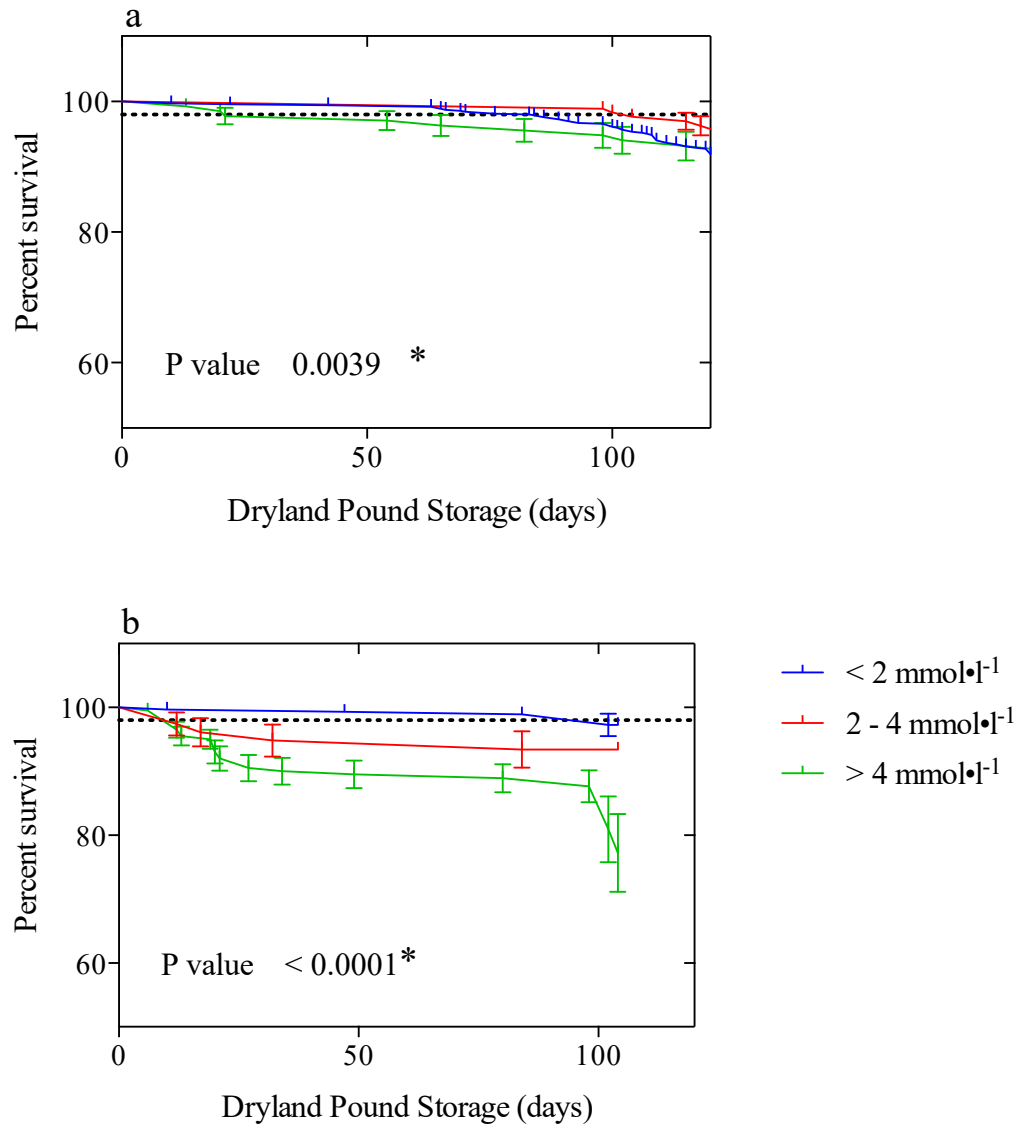 a
Percent survival
100
80
60
P value 0.0039 *
0 50 100
Dryland Pound Storage (days)
b
Percent survival
100
80
60
P value < 0.0001*
0 50 100
Dryland Pound Storage (days)
< 2 mmol•l⁻¹
2 - 4 mmol•l⁻¹
> 4 mmol•l⁻¹